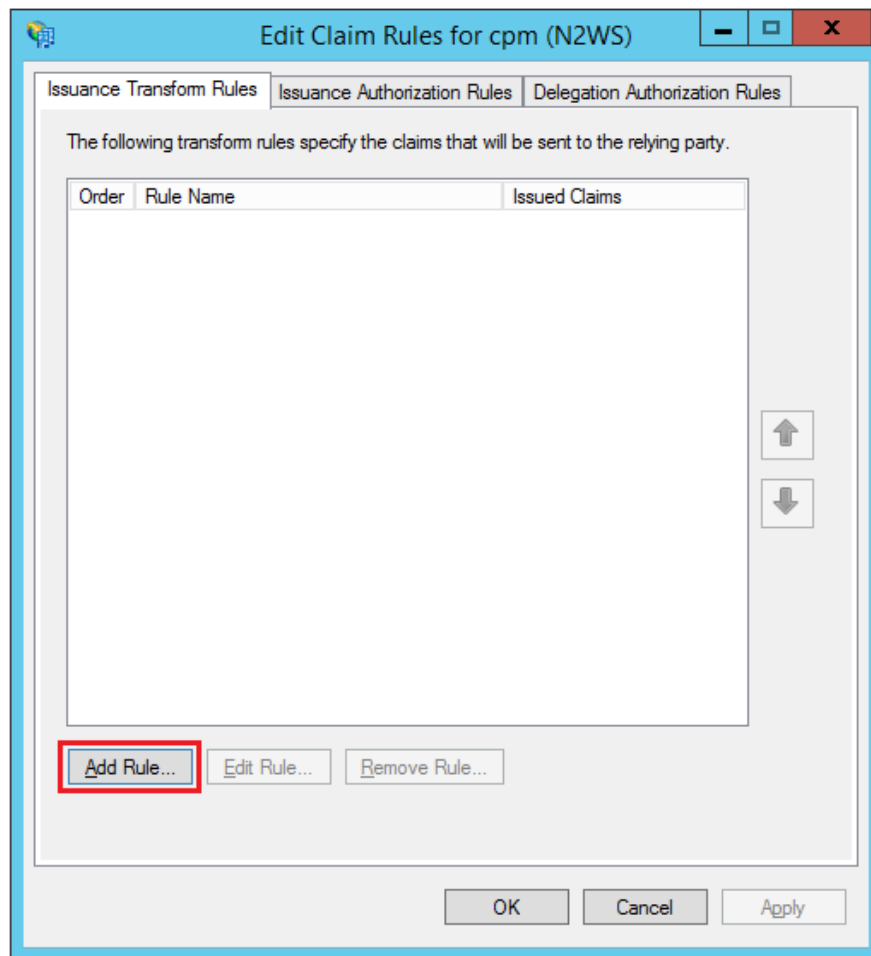 Edit Claim Rules for cpm (N2WS)
Issuance Transform Rules Issuance Authorization Rules Delegation Authorization Rules
The following transform rules specify the claims that will be sent to the relying party.
Order Rule Name Issued Claims
Add Rule... Edit Rule... Remove Rule...
OK Cancel Apply